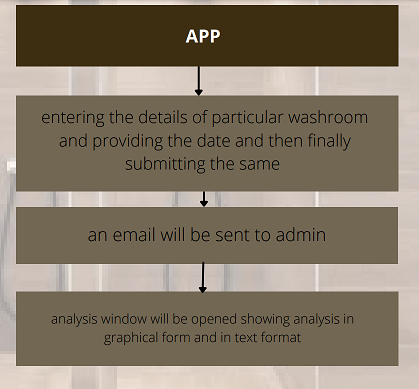 APP
entering the details of particular washroom
and providing the date and then finally
submitting the same
an email will be sent to admin
analysis window will be opened showing analysis in
graphical form and in text format